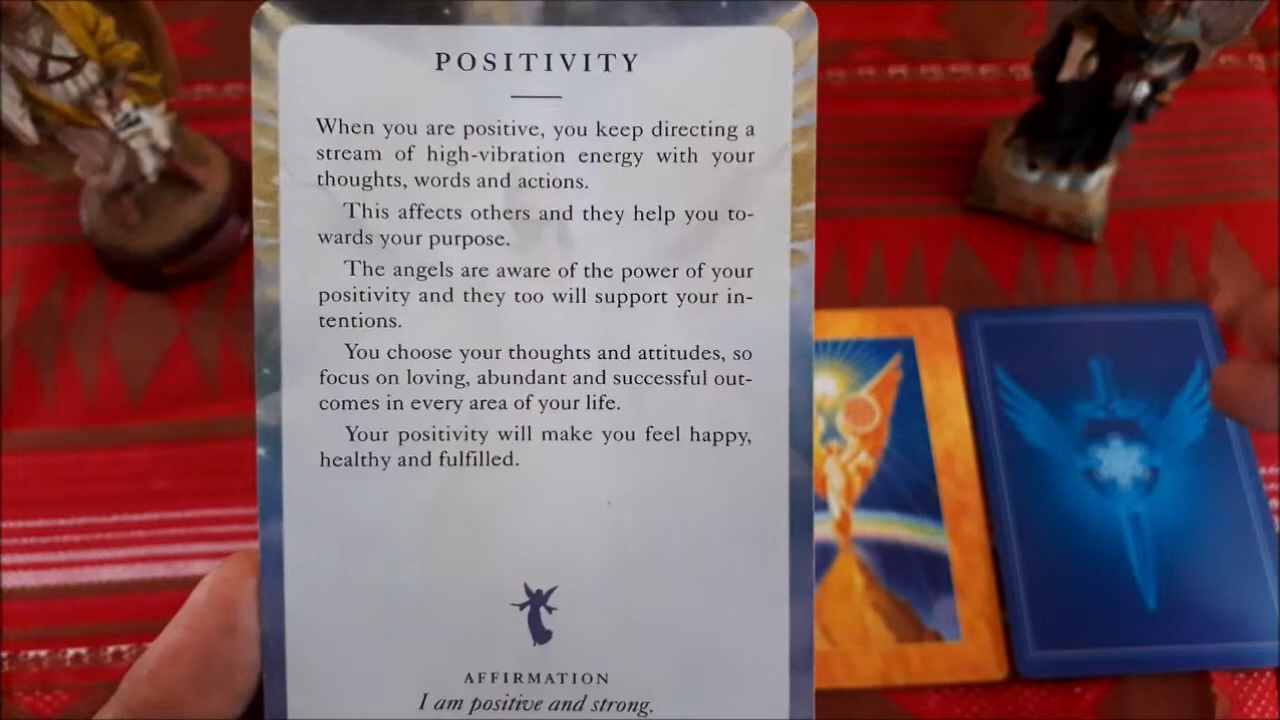 POSITIVITY
When you are positive, you keep directing a
stream of high-vibration energy with your
thoughts, words and actions.
This affects others and they help you to-
wards your purpose.
The angels are aware of the power of your
positivity and they too will support your in-
tentions.
You choose your thoughts and attitudes, so
focus on loving, abundant and successful out-
comes in every area of your life.
Your positivity will make you feel happy,
healthy and fulfilled.
AFFIRMATION
I am positive and strong.